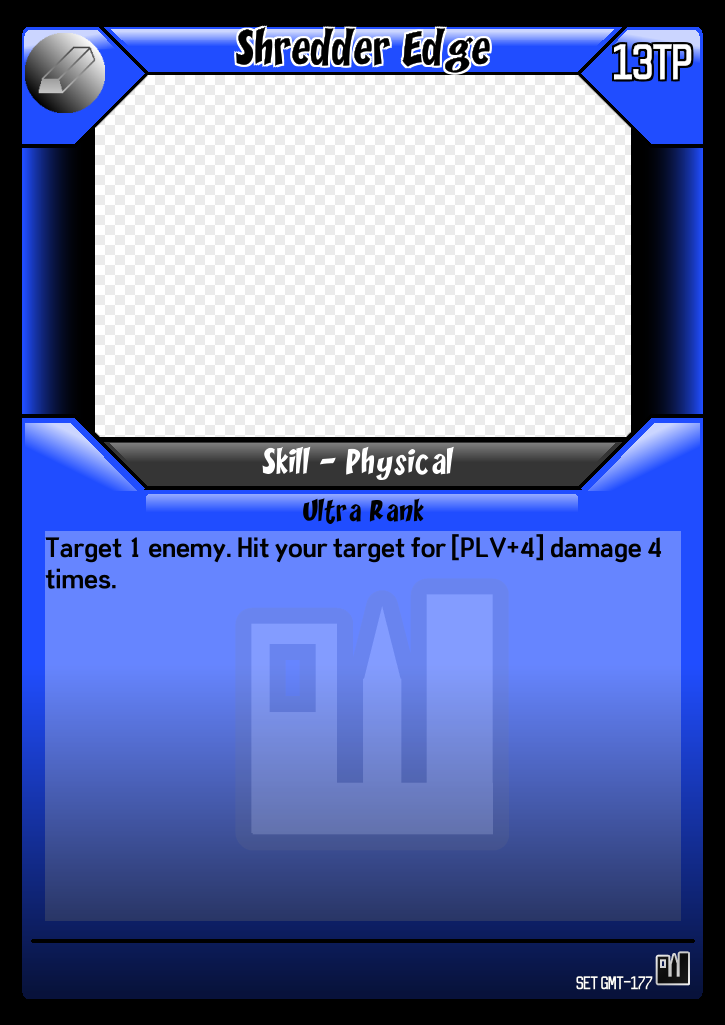 Shredder Edge
13TP
Skill - Physical
Ultra Rank
Target 1 enemy. Hit your target for [PLV+4] damage 4
times.
SET GMT-177